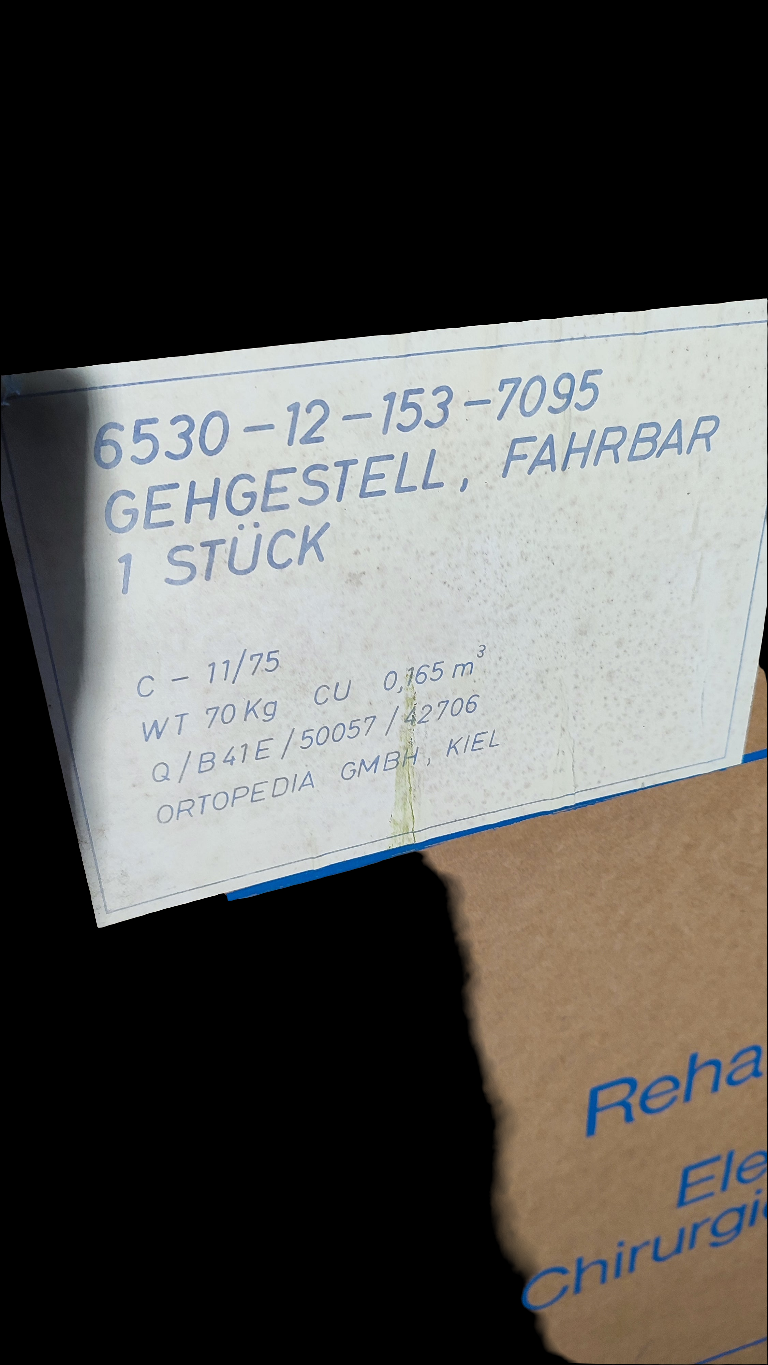 6530-12-153-7095
GEHGESTELL, FAHRBAR
1 STÜCK
C - 11/75
WT 70 Kg CU 0,165 m³
Q/B41E/50057/42706
ORTOPEDIA GMBH, KIEL
Reha
Ele
Chirurgi